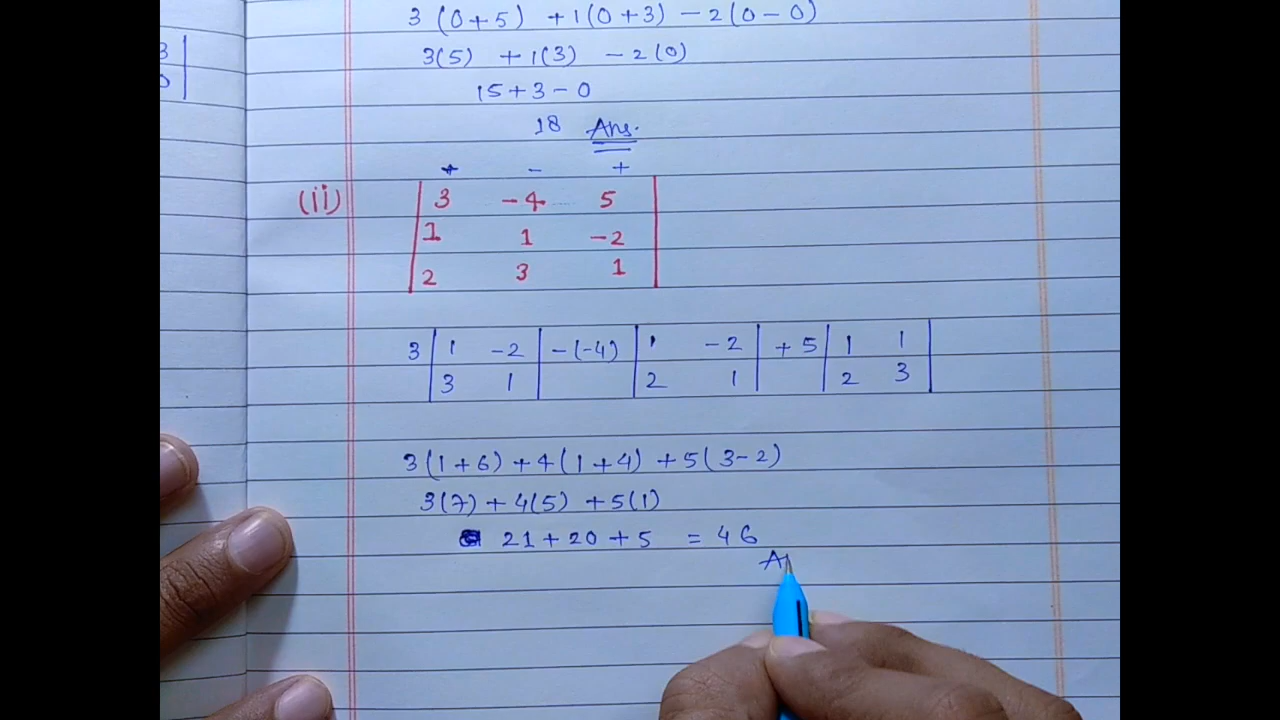 3 (0+5) +1(0+3) -2(0-0)
3(5) +1(3) -2(0)
15+3-0
18 Ans.
+ - +
(ii) | 3 -4 5 |
| 1 1 -2 |
| 2 3 1 |
3 | 1 -2 | -(-4) | 1 -2 | +5 | 1 1 |
| 3 1 | | 2 1 | | 2 3 |
3(1+6) +4(1+4) +5(3-2)
3(7) +4(5) +5(1)
21+20+5 = 46
A